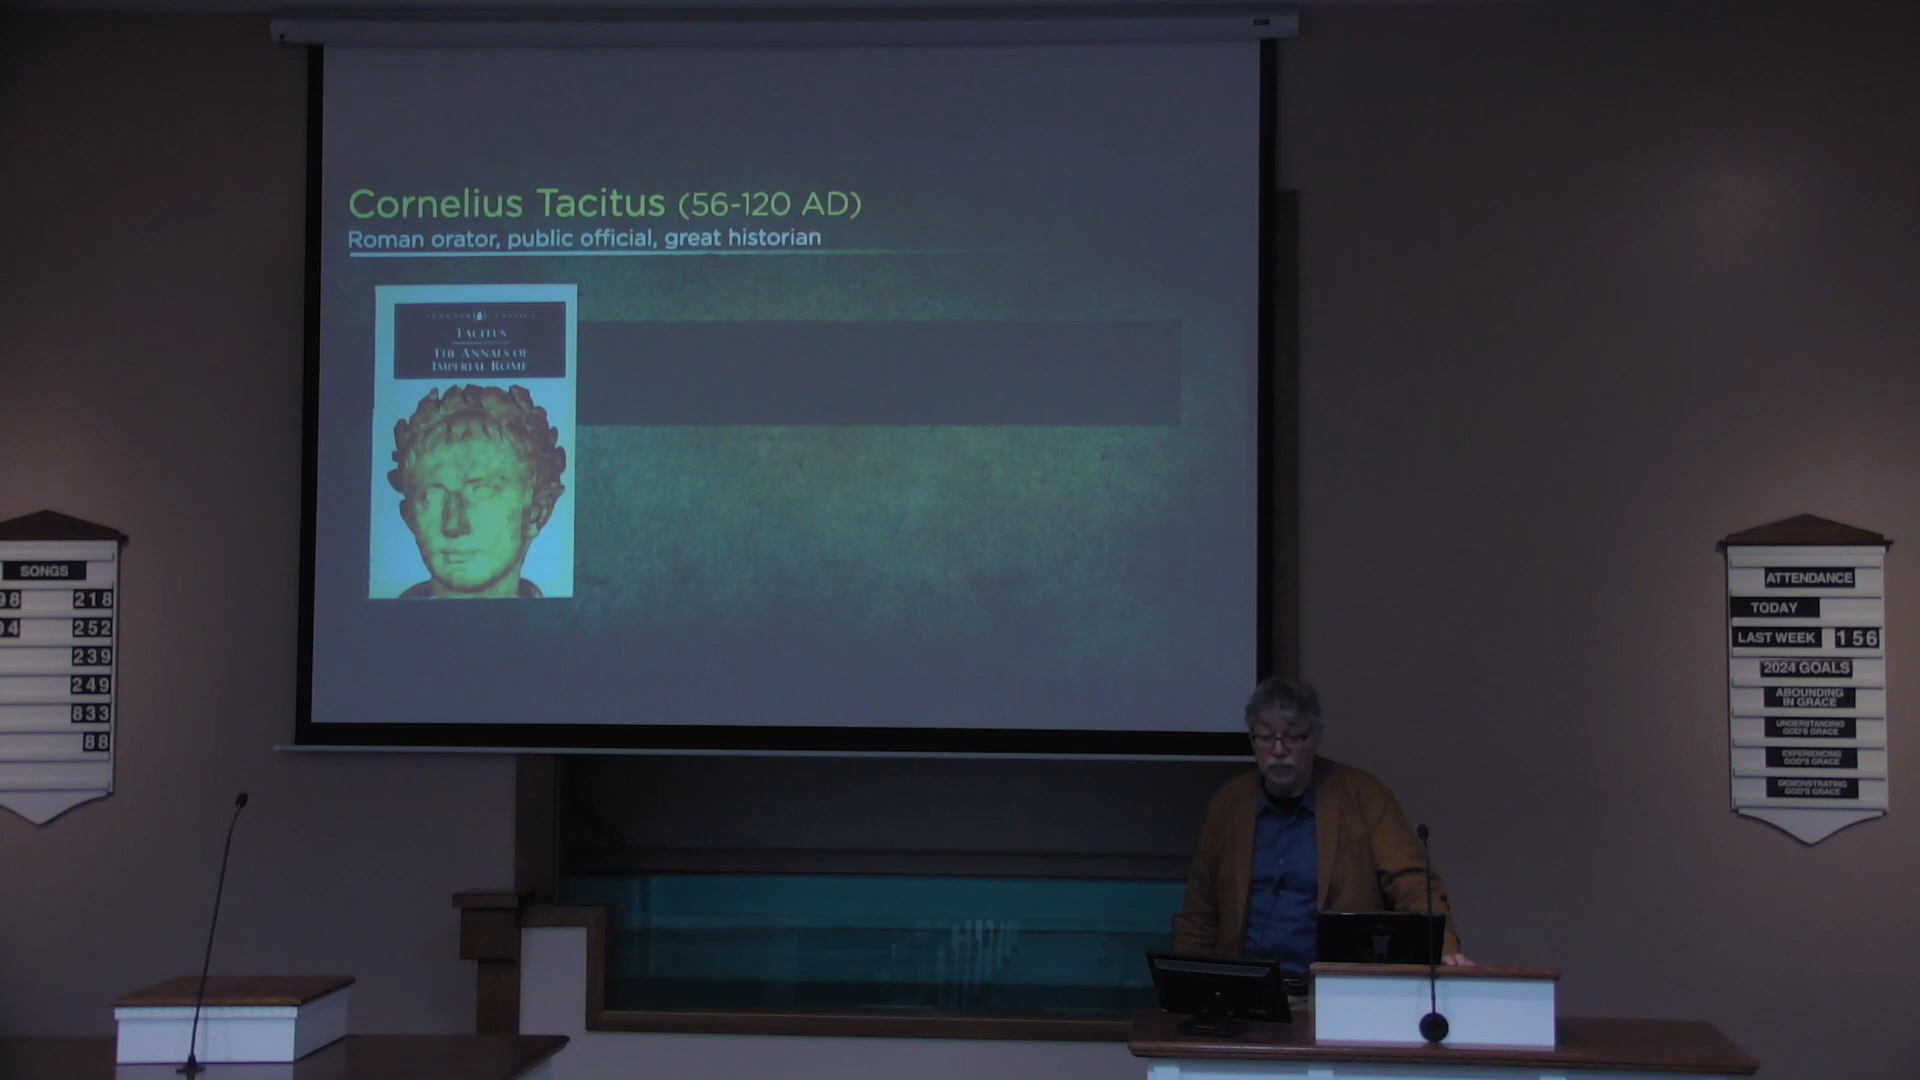 Cornelius Tacitus (56-120 AD)
Roman orator, public official, great historian
TACITUS
THE ANNALS OF
IMPERIAL ROME
SONGS
98 218
04 252
239
249
833
88
ATTENDANCE
TODAY
LAST WEEK 156
2024 GOALS
ABOUNDING
IN GRACE
UNDERSTANDING
GOD'S GRACE
EXPERIENCING
GOD'S GRACE
DEMONSTRATING
GOD'S GRACE